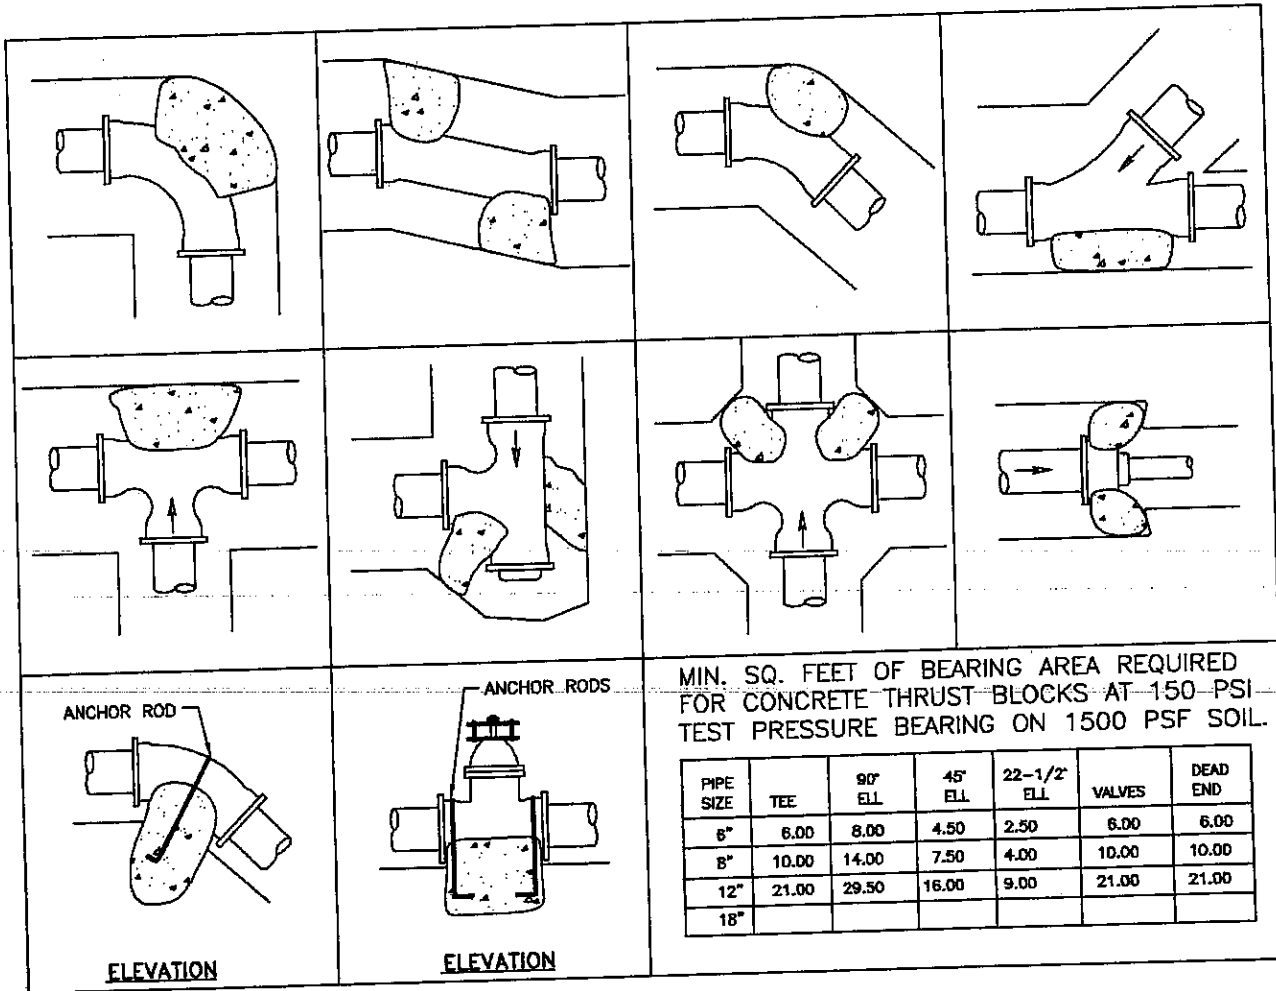 MIN. SQ. FEET OF BEARING AREA REQUIRED
FOR CONCRETE THRUST BLOCKS AT 150 PSI
TEST PRESSURE BEARING ON 1500 PSF SOIL.
ANCHOR ROD
ANCHOR RODS
PIPE SIZE TEE 90° ELL 45° ELL 22-1/2° ELL VALVES DEAD END
6" 6.00 8.00 4.50 2.50 6.00 6.00
8" 10.00 14.00 7.50 4.00 10.00 10.00
12" 21.00 29.50 16.00 9.00 21.00 21.00
18"
ELEVATION
ELEVATION